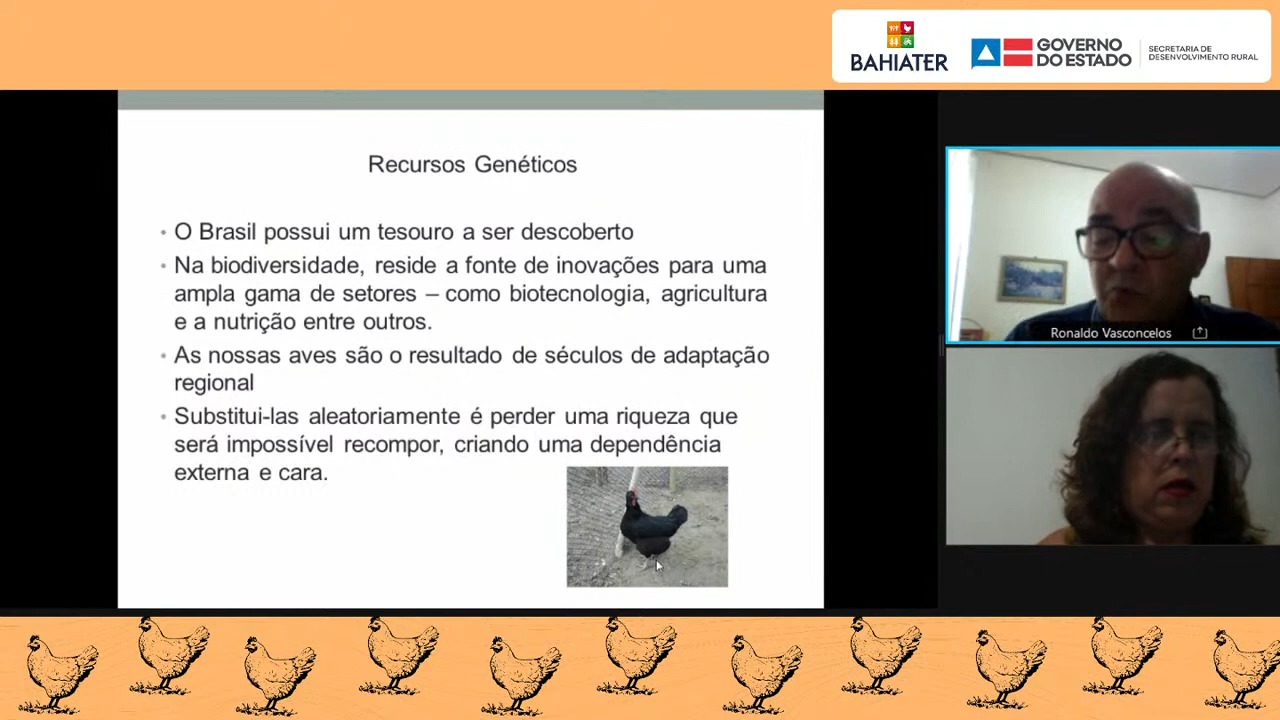 BAHIATER
GOVERNO
DO ESTADO
SECRETARIA DE
DESENVOLVIMENTO RURAL
Recursos Genéticos
• O Brasil possui um tesouro a ser descoberto
• Na biodiversidade, reside a fonte de inovações para uma
ampla gama de setores – como biotecnologia, agricultura
e a nutrição entre outros.
• As nossas aves são o resultado de séculos de adaptação
regional
• Substitui-las aleatoriamente é perder uma riqueza que
será impossível recompor, criando uma dependência
externa e cara.
Ronaldo Vasconcelos